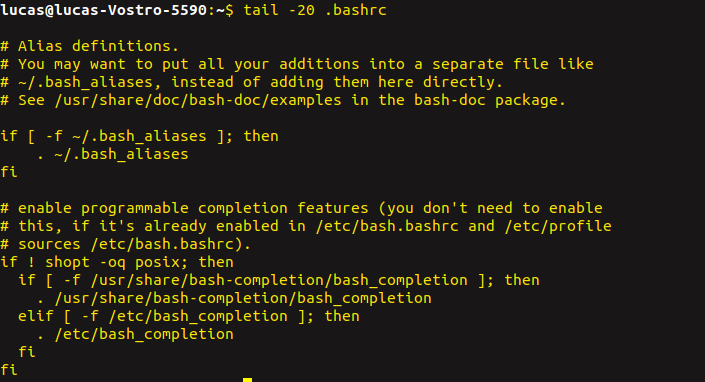 lucas@lucas-Vostro-5590:~$ tail -20 .bashrc

# Alias definitions.
# You may want to put all your additions into a separate file like
# ~/.bash_aliases, instead of adding them here directly.
# See /usr/share/doc/bash-doc/examples in the bash-doc package.

if [ -f ~/.bash_aliases ]; then
    . ~/.bash_aliases
fi

# enable programmable completion features (you don't need to enable
# this, if it's already enabled in /etc/bash.bashrc and /etc/profile
# sources /etc/bash.bashrc).
if ! shopt -oq posix; then
  if [ -f /usr/share/bash-completion/bash_completion ]; then
    . /usr/share/bash-completion/bash_completion
  elif [ -f /etc/bash_completion ]; then
    . /etc/bash_completion
  fi
fi